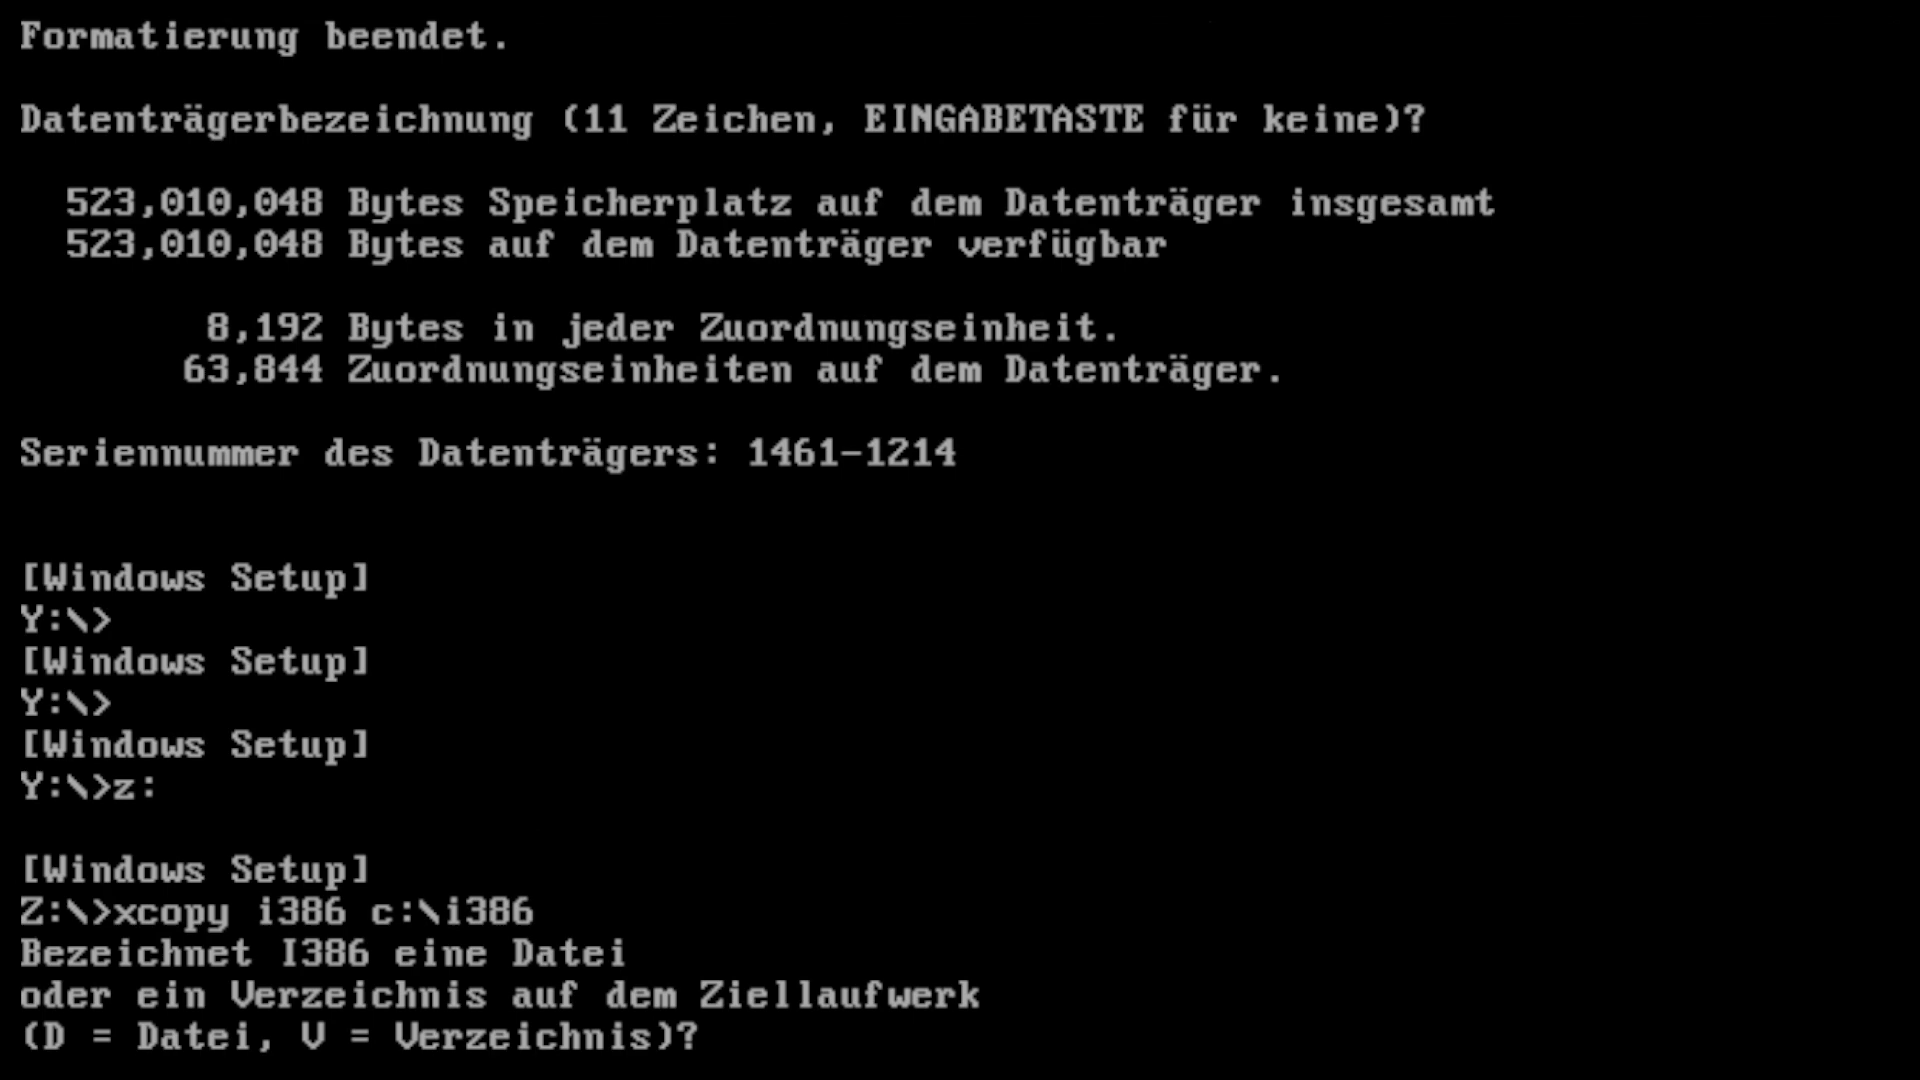 Formatierung beendet.
Datenträgerbezeichnung (11 Zeichen, EINGABETASTE für keine)?
523,010,048 Bytes Speicherplatz auf dem Datenträger insgesamt
523,010,048 Bytes auf dem Datenträger verfügbar
8,192 Bytes in jeder Zuordnungseinheit.
63,844 Zuordnungseinheiten auf dem Datenträger.
Seriennummer des Datenträgers: 1461-1214
[Windows Setup]
Y:\>
[Windows Setup]
Y:\>
[Windows Setup]
Y:\>z:
[Windows Setup]
Z:\>xcopy i386 c:\i386
Bezeichnet I386 eine Datei
oder ein Verzeichnis auf dem Ziellaufwerk
(D = Datei, V = Verzeichnis)?